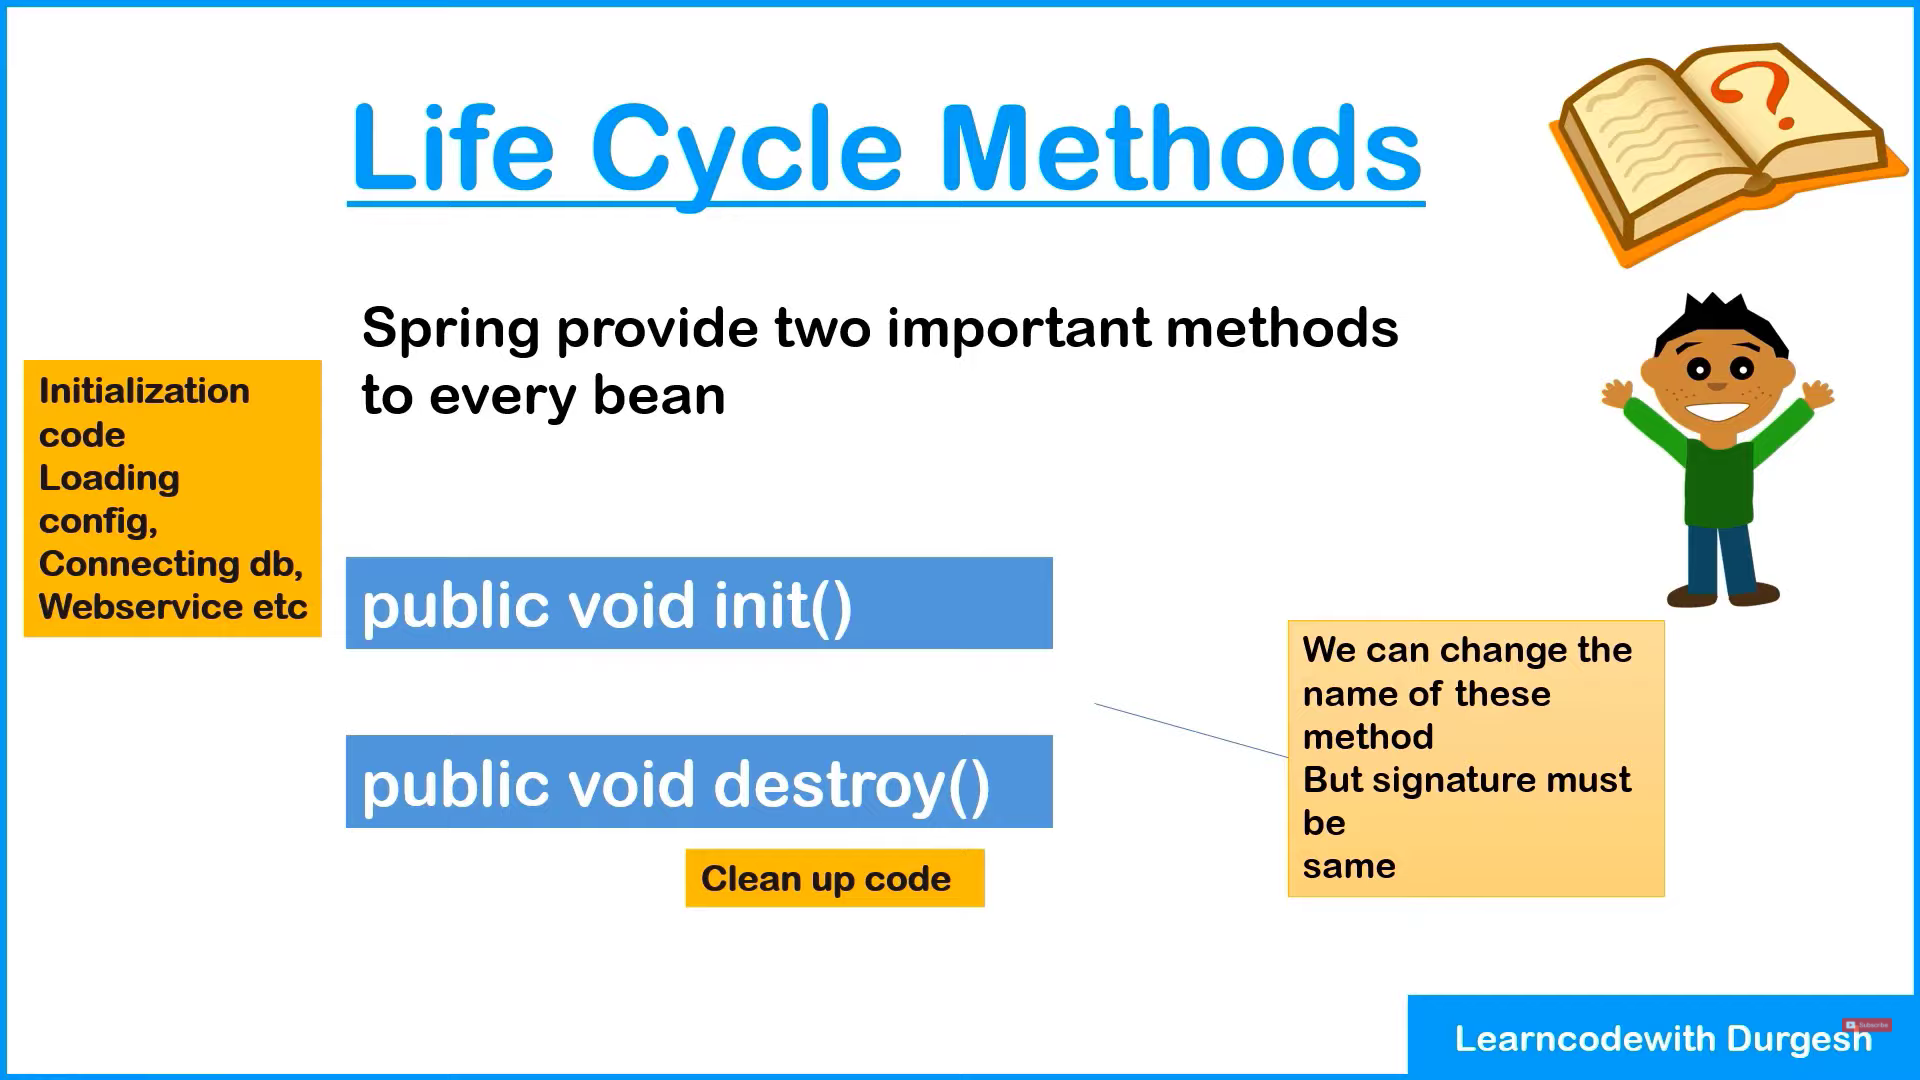 Life Cycle Methods
Spring provide two important methods
to every bean
Initialization
code
Loading
config,
Connecting db,
Webservice etc
public void init()
We can change the
name of these
method
But signature must
be
same
public void destroy()
Clean up code
Learncodewith Durgesh
Subscribe